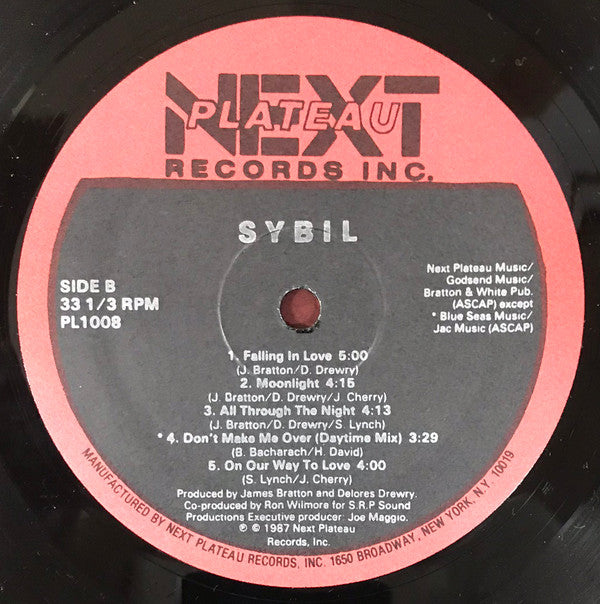 NEXT
PLATEAU
RECORDS INC.
SYBIL
SIDE B
33 1/3 RPM
PL1008
Next Plateau Music/
Godsend Music/
Bratton & White Pub.
(ASCAP) except
* Blue Seas Music/
Jac Music (ASCAP)
1. Falling In Love 5:00
(J. Bratton/D. Drewry)
2. Moonlight 4:15
(J. Bratton/D. Drewry/J. Cherry)
3. All Through The Night 4:13
(J. Bratton/D. Drewry/S. Lynch)
* 4. Don't Make Me Over (Daytime Mix) 3:29
(B. Bacharach/H. David)
5. On Our Way To Love 4:00
(S. Lynch/J. Cherry)
Produced by James Bratton and Delores Drewry.
Co-produced by Ron Wilmore for S.R.P Sound
Productions Executive producer: Joe Maggio.
℗ © 1987 Next Plateau
Records, Inc.
MANUFACTURED BY NEXT PLATEAU RECORDS, INC. 1650 BROADWAY, NEW YORK, N.Y. 10019